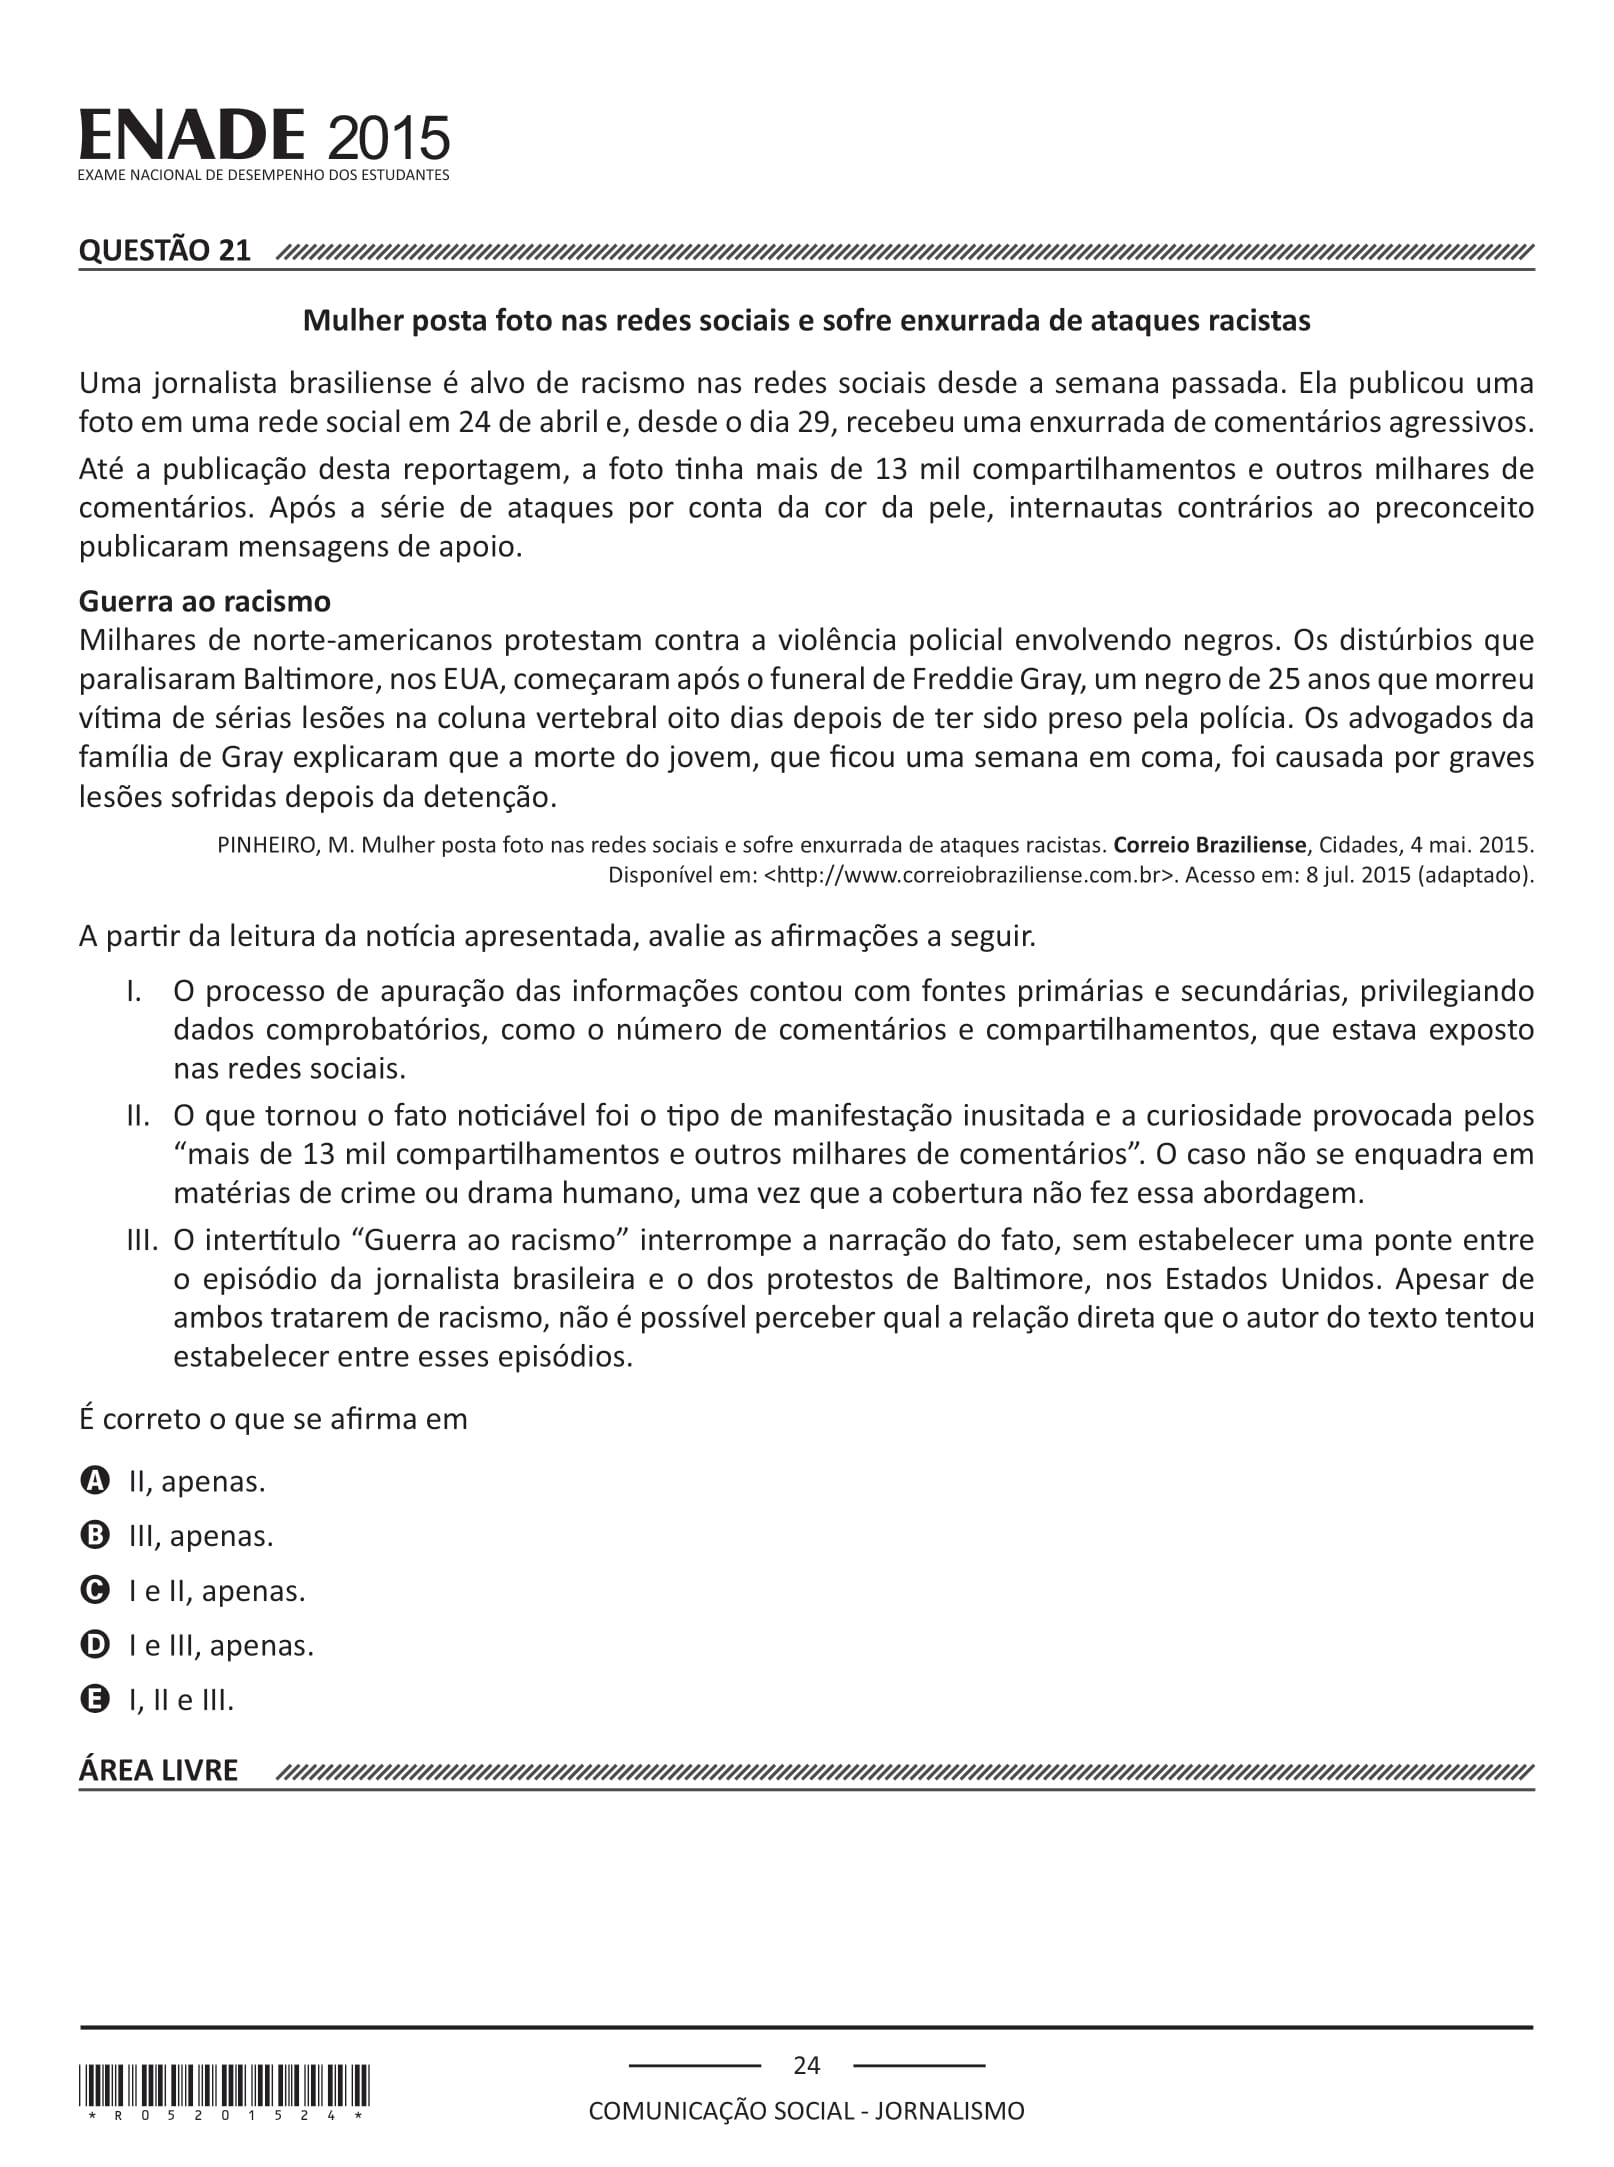 ENADE 2015
EXAME NACIONAL DE DESEMPENHO DOS ESTUDANTES
QUESTÃO 21
Mulher posta foto nas redes sociais e sofre enxurrada de ataques racistas
Uma jornalista brasiliense é alvo de racismo nas redes sociais desde a semana passada. Ela publicou uma
foto em uma rede social em 24 de abril e, desde o dia 29, recebeu uma enxurrada de comentários agressivos.
Até a publicação desta reportagem, a foto tinha mais de 13 mil compartilhamentos e outros milhares de
comentários. Após a série de ataques por conta da cor da pele, internautas contrários ao preconceito
publicaram mensagens de apoio.
Guerra ao racismo
Milhares de norte-americanos protestam contra a violência policial envolvendo negros. Os distúrbios que
paralisaram Baltimore, nos EUA, começaram após o funeral de Freddie Gray, um negro de 25 anos que morreu
vítima de sérias lesões na coluna vertebral oito dias depois de ter sido preso pela polícia. Os advogados da
família de Gray explicaram que a morte do jovem, que ficou uma semana em coma, foi causada por graves
lesões sofridas depois da detenção.
PINHEIRO, M. Mulher posta foto nas redes sociais e sofre enxurrada de ataques racistas. Correio Braziliense, Cidades, 4 mai. 2015.
Disponível em: <http://www.correiobraziliense.com.br>. Acesso em: 8 jul. 2015 (adaptado).
A partir da leitura da notícia apresentada, avalie as afirmações a seguir.
I. O processo de apuração das informações contou com fontes primárias e secundárias, privilegiando
dados comprobatórios, como o número de comentários e compartilhamentos, que estava exposto
nas redes sociais.
II. O que tornou o fato noticiável foi o tipo de manifestação inusitada e a curiosidade provocada pelos
“mais de 13 mil compartilhamentos e outros milhares de comentários”. O caso não se enquadra em
matérias de crime ou drama humano, uma vez que a cobertura não fez essa abordagem.
III. O intertítulo “Guerra ao racismo” interrompe a narração do fato, sem estabelecer uma ponte entre
o episódio da jornalista brasileira e o dos protestos de Baltimore, nos Estados Unidos. Apesar de
ambos tratarem de racismo, não é possível perceber qual a relação direta que o autor do texto tentou
estabelecer entre esses episódios.
É correto o que se afirma em
A II, apenas.
B III, apenas.
C I e II, apenas.
D I e III, apenas.
E I, II e III.
ÁREA LIVRE
24
COMUNICAÇÃO SOCIAL - JORNALISMO
*R05201524*